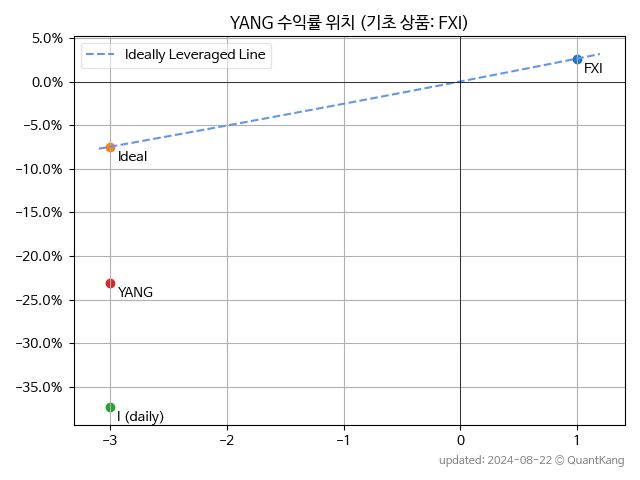 YANG 수익률 위치 (기초 상품: FXI)
Ideally Leveraged Line
5.0%
0.0%
−5.0%
−10.0%
−15.0%
−20.0%
−25.0%
−30.0%
−35.0%
FXI
Ideal
YANG
I (daily)
−3
−2
−1
0
1
updated: 2024-08-22 © QuantKang